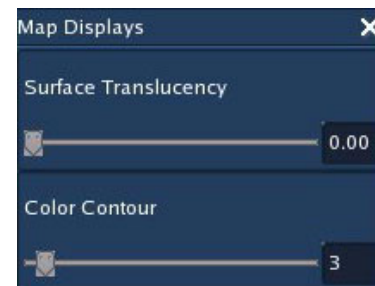 Map Displays
Surface Translucency
0.00
Color Contour
3